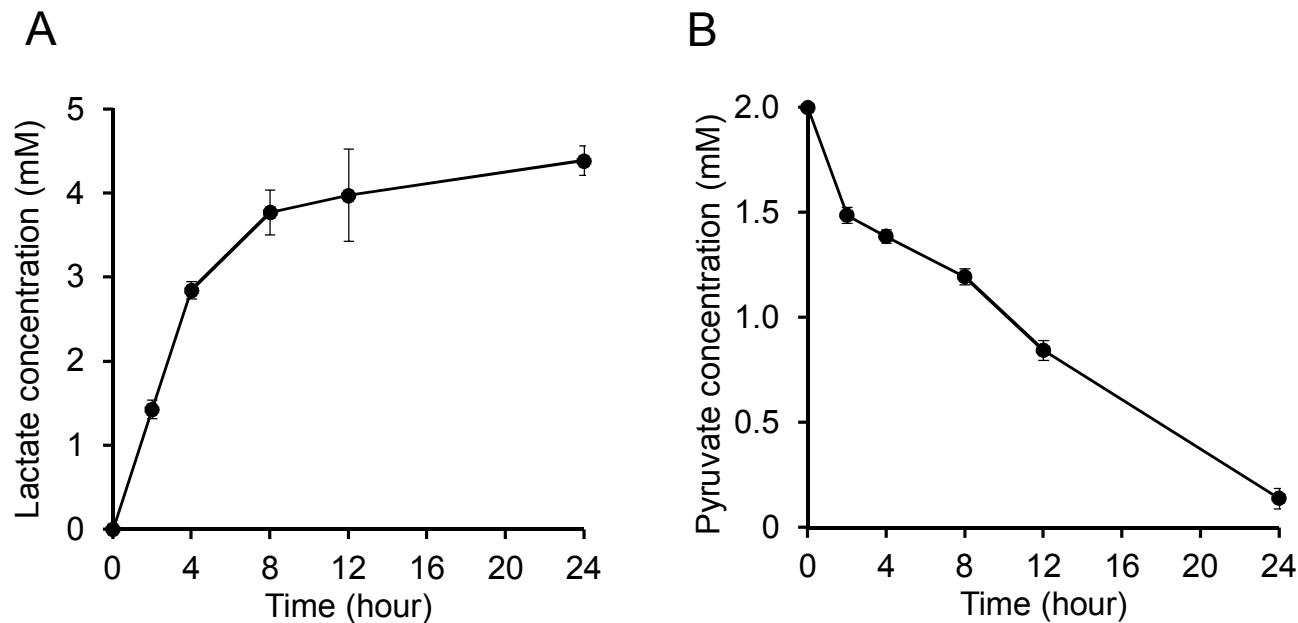 A
Lactate concentration (mM)
5
4
3
2
1
0
0 4 8 12 16 20 24
Time (hour)
B
Pyruvate concentration (mM)
2.0
1.5
1.0
0.5
0
0 4 8 12 16 20 24
Time (hour)